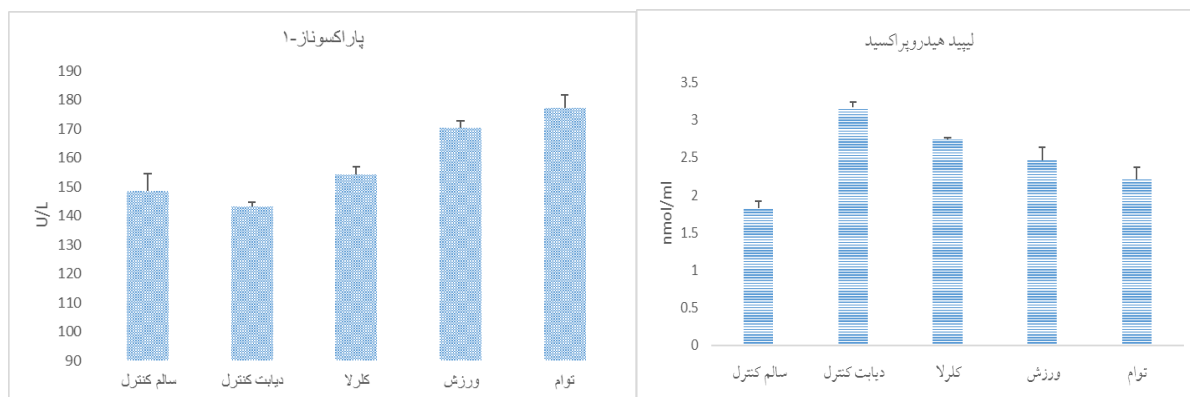 پاراکسوناز-۱
190
180
170
160
150
140
130
120
110
100
90
U/L
سالم کنترل
دیابت کنترل
کلرلا
ورزش
توام
لیپید هیدروپراکسید
3.5
3
2.5
2
1.5
1
0.5
0
nmol/ml
سالم کنترل
دیابت کنترل
کلرلا
ورزش
توام